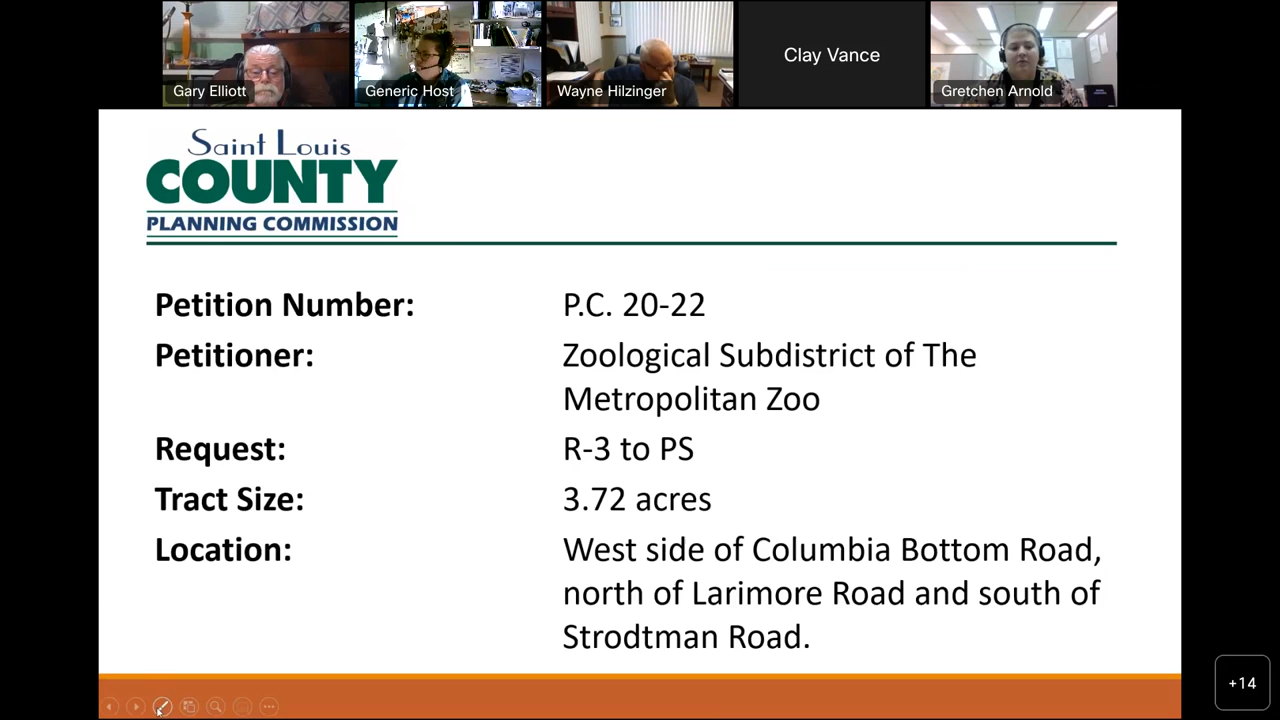 Gary Elliott
Generic Host
Wayne Hilzinger
Clay Vance
Gretchen Arnold
Saint Louis
COUNTY
PLANNING COMMISSION
Petition Number: P.C. 20-22
Petitioner: Zoological Subdistrict of The
Metropolitan Zoo
Request: R-3 to PS
Tract Size: 3.72 acres
Location: West side of Columbia Bottom Road,
north of Larimore Road and south of
Strodtman Road.
+14